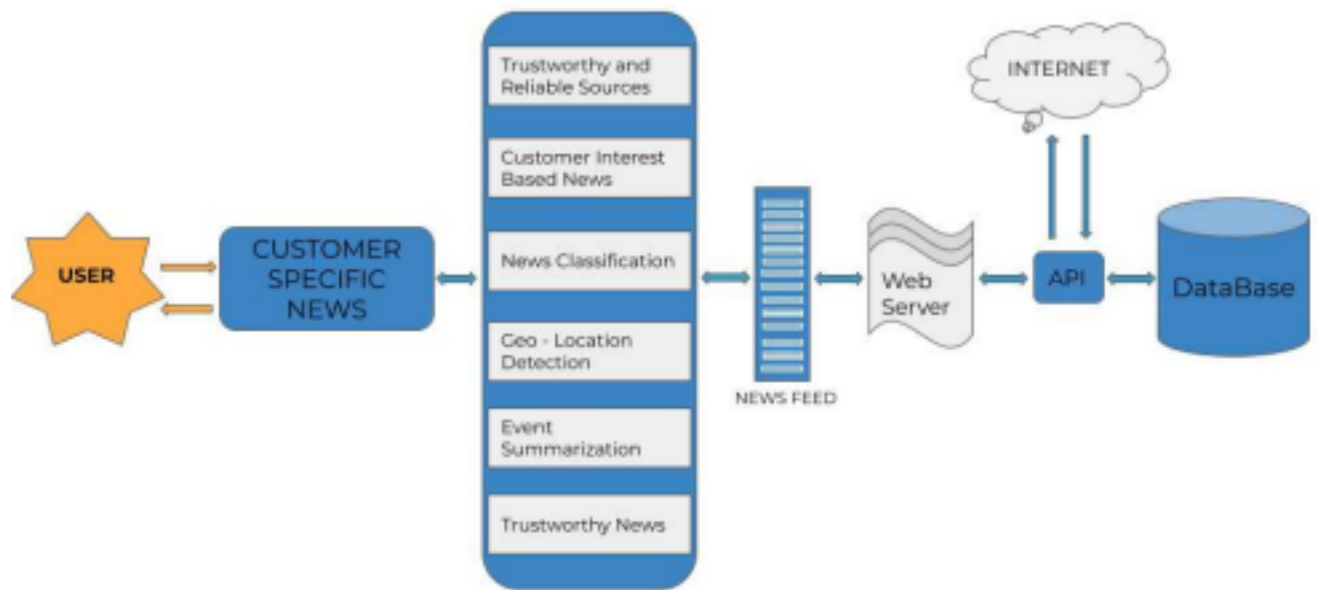 USER
CUSTOMER
SPECIFIC
NEWS
Trustworthy and
Reliable Sources
Customer Interest
Based News
News Classification
Geo - Location
Detection
Event
Summarization
Trustworthy News
NEWS FEED
Web
Server
INTERNET
API
DataBase